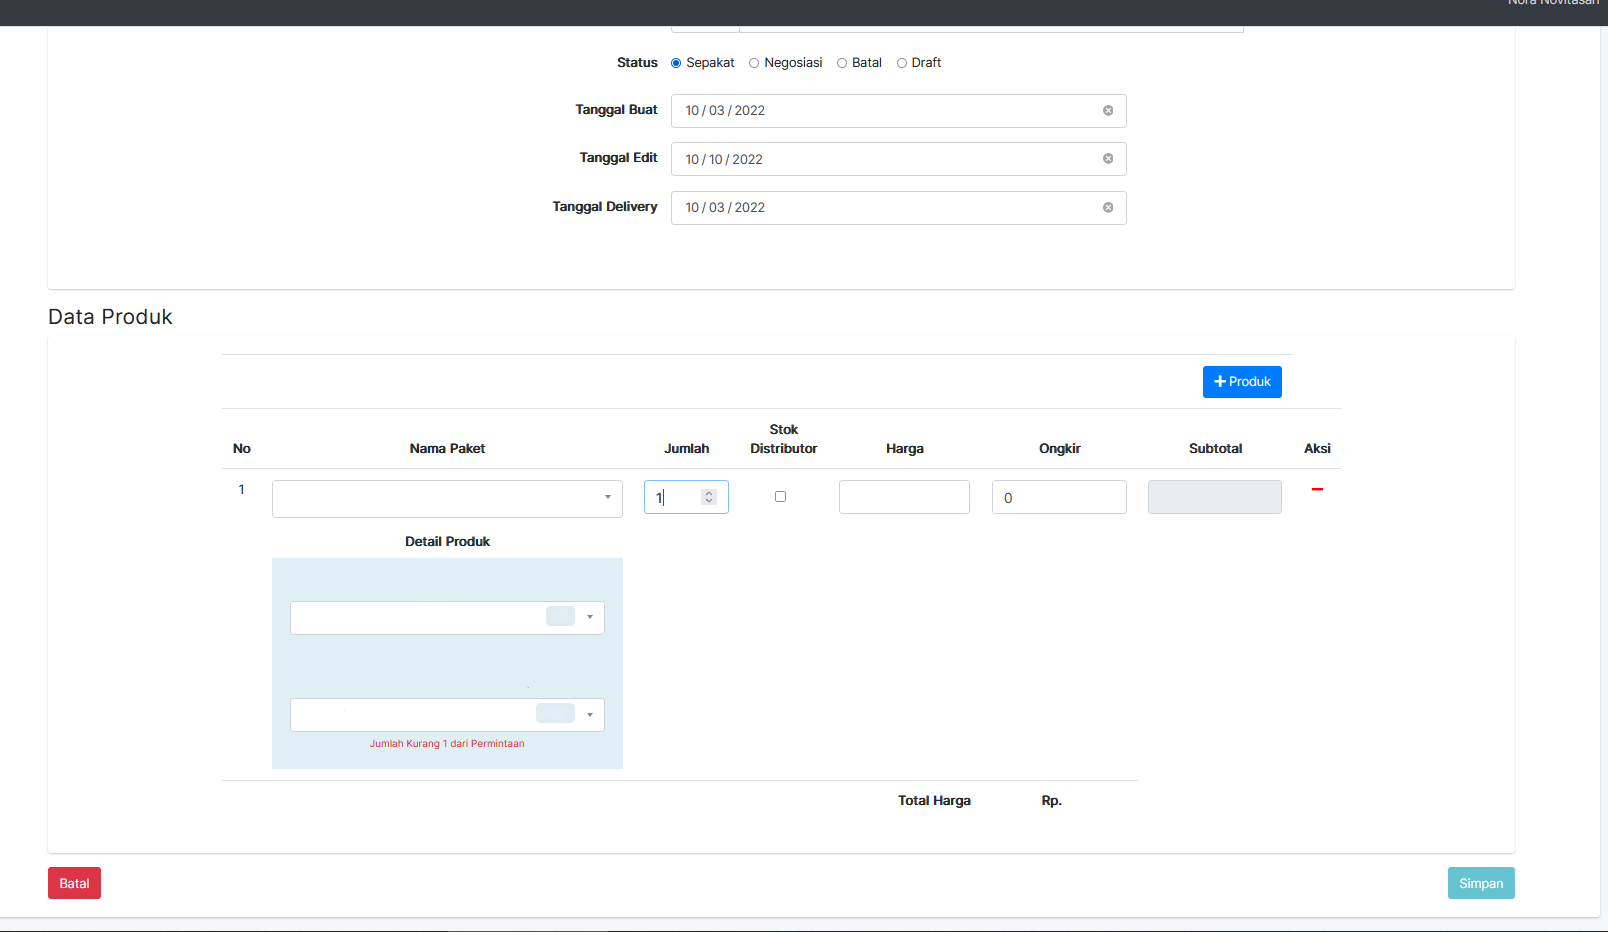 Status Sepakat Negosiasi Batal Draft
Tanggal Buat 10 / 03 / 2022
Tanggal Edit 10 / 10 / 2022
Tanggal Delivery 10 / 03 / 2022
Data Produk
Produk
No Nama Paket Jumlah Stok Distributor Harga Ongkir Subtotal Aksi
1 1 0
Detail Produk
Jumlah Kurang 1 dari Permintaan
Total Harga Rp.
Batal Simpan